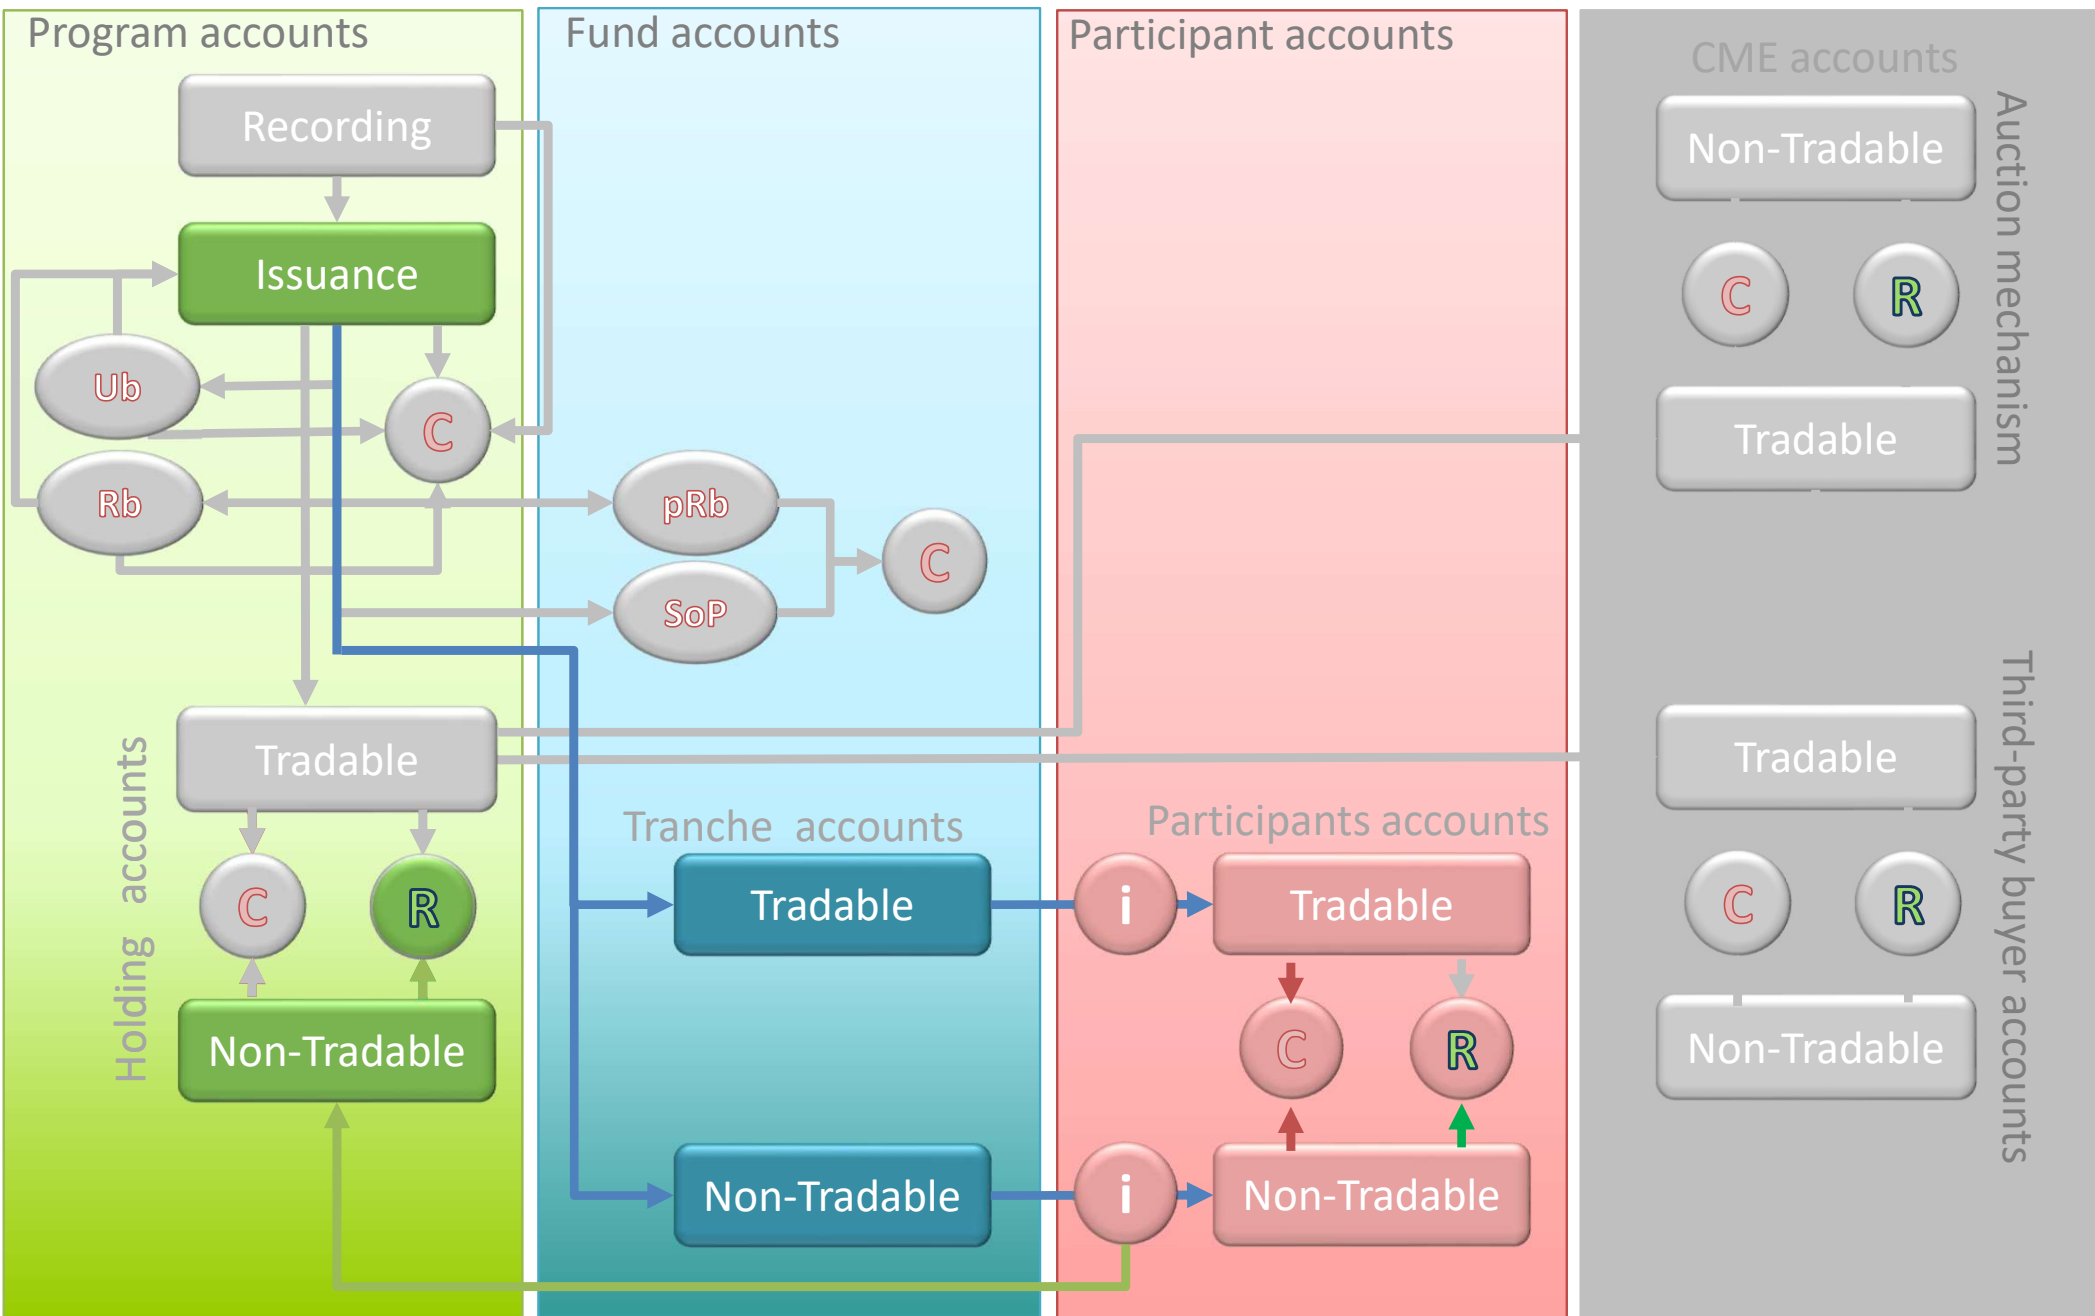 Program accounts
Recording
Issuance
Ub
C
Rb
Holding accounts
Tradable
C
R
Non-Tradable
Fund accounts
pRb
C
SoP
Tranche accounts
Tradable
Non-Tradable
Participant accounts
Participants accounts
i
Tradable
C
R
i
Non-Tradable
CME accounts
Auction mechanism
Non-Tradable
C
R
Tradable
Third-party buyer accounts
Tradable
C
R
Non-Tradable